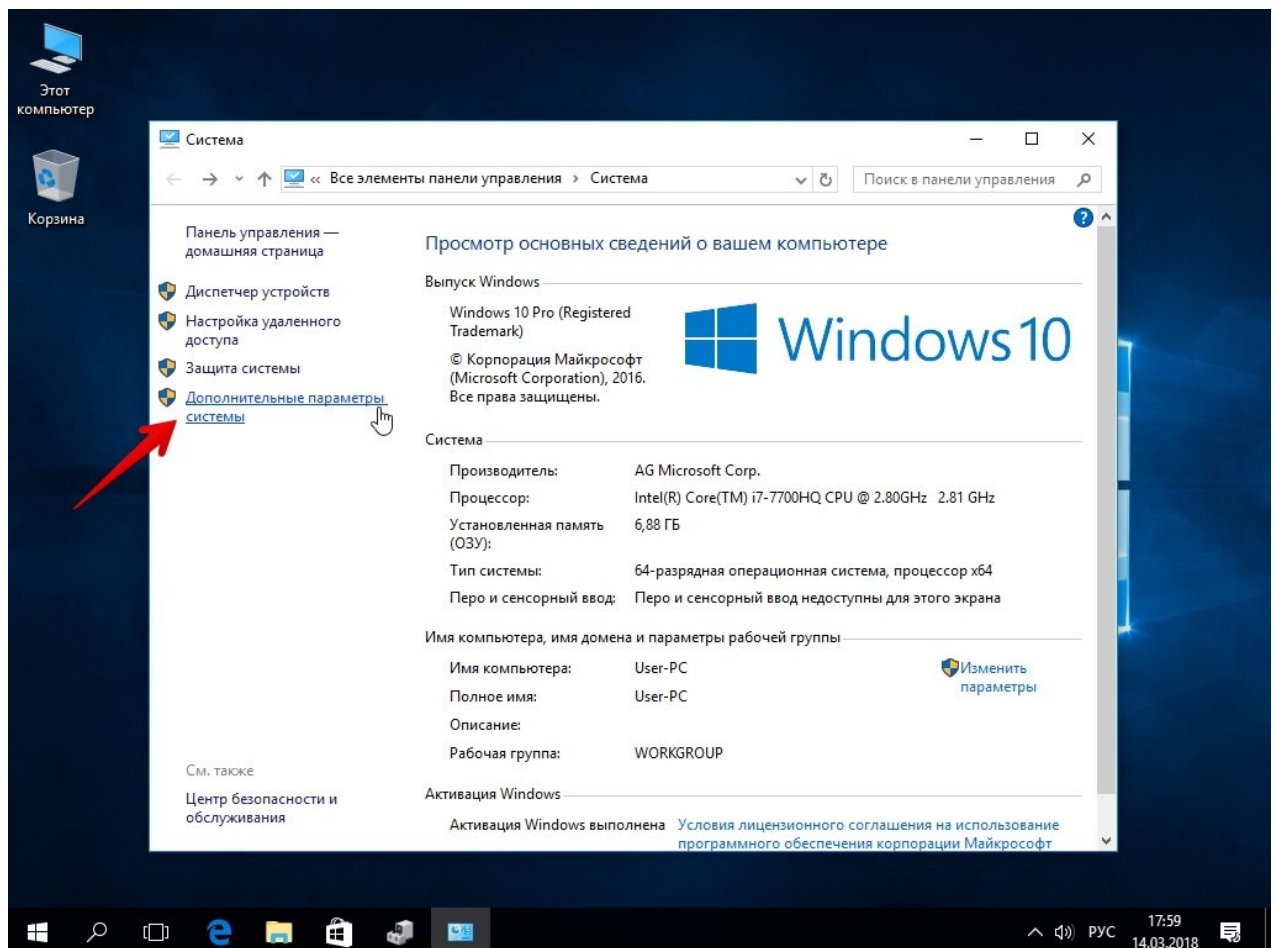 Этот
компьютер
Корзина
Система
« Все элементы панели управления › Система
Поиск в панели управления
Панель управления —
домашняя страница
Диспетчер устройств
Настройка удаленного
доступа
Защита системы
Дополнительные параметры
системы
См. также
Центр безопасности и
обслуживания
?
Просмотр основных сведений о вашем компьютере
Выпуск Windows
Windows 10 Pro (Registered
Trademark)
© Корпорация Майкрософт
(Microsoft Corporation), 2016.
Все права защищены.
Windows 10
Система
Производитель: AG Microsoft Corp.
Процессор: Intel(R) Core(TM) i7-7700HQ CPU @ 2.80GHz 2.81 GHz
Установленная память 6,88 ГБ
(ОЗУ):
Тип системы: 64-разрядная операционная система, процессор x64
Перо и сенсорный ввод: Перо и сенсорный ввод недоступны для этого экрана
Имя компьютера, имя домена и параметры рабочей группы
Имя компьютера: User-PC Изменить
параметры
Полное имя: User-PC
Описание:
Рабочая группа: WORKGROUP
Активация Windows
Активация Windows выполнена Условия лицензионного соглашения на использование
программного обеспечения корпорации Майкрософт
РУС
17:59
14.03.2018